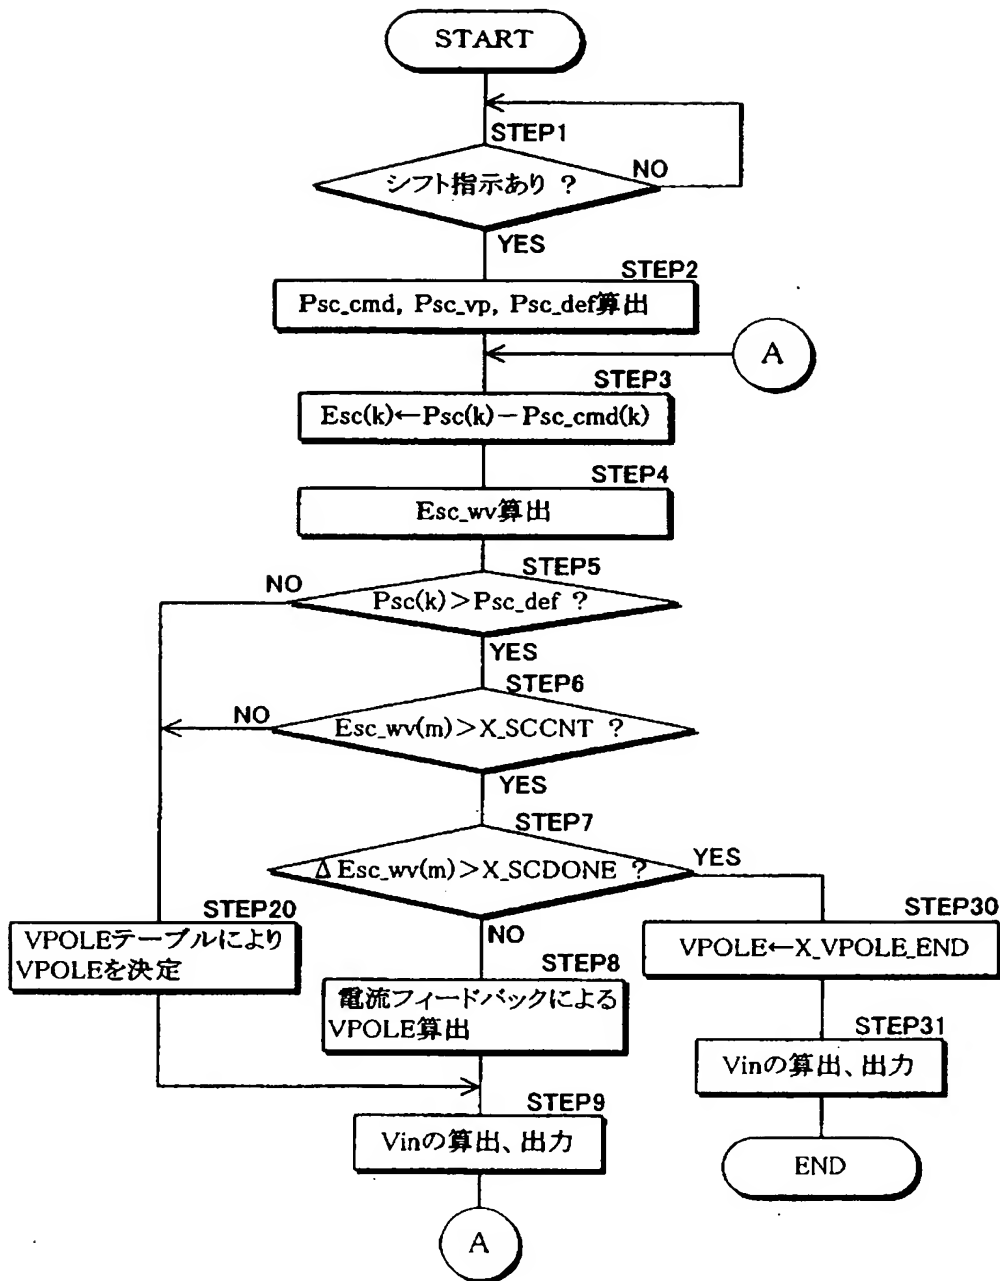 START
STEP1
シフト指示あり ?
NO
YES
STEP2
Psc_cmd, Psc_vp, Psc_def算出
A
STEP3
Esc(k)←Psc(k)−Psc_cmd(k)
STEP4
Esc_wv算出
STEP5
NO
Psc(k)>Psc_def ?
YES
STEP6
NO
Esc_wv(m)>X_SCCNT ?
YES
STEP7
Δ Esc_wv(m)>X_SCDONE ?
YES
NO
STEP20
VPOLEテーブルにより
VPOLEを決定
STEP30
VPOLE←X_VPOLE_END
STEP8
電流フィードバックによる
VPOLE算出
STEP31
Vinの算出、出力
STEP9
Vinの算出、出力
END
A